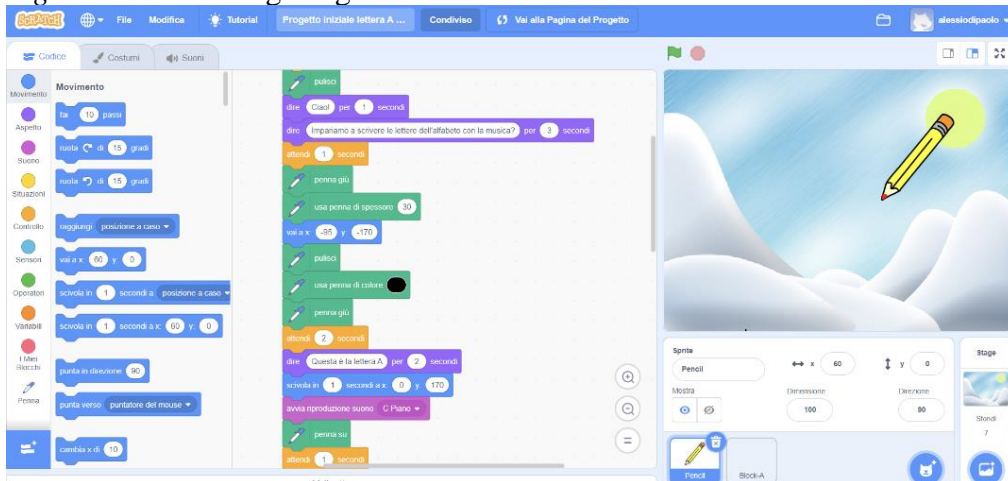 SCRATCH File Modifica Tutorial Progetto iniziale lettera A ... Condiviso Vai alla Pagina del Progetto alessiodipaolo
Codice Costumi Suoni
Movimento
Aspetto
Suono
Situazioni
Controllo
Sensori
Operatori
Variabili
I Miei
Blocchi
Penna
Movimento
fai 10 passi
ruota di 15 gradi
ruota di 15 gradi
raggiungi posizione a caso
vai a x: 60 y: 0
scivola in 1 secondi a posizione a caso
scivola in 1 secondi a x: 60 y: 0
punta in direzione 90
punta verso puntatore del mouse
cambia x di 10
pulisci
dire Ciao! per 1 secondi
dire Impariamo a scrivere le lettere dell'alfabeto con la musica? per 3 secondi
attendi 1 secondi
penna giù
usa penna di spessore 30
vai a x: -95 y: -170
pulisci
usa penna di colore
penna giù
attendi 2 secondi
dire Questa è la lettera A per 2 secondi
scivola in 1 secondi a x: 0 y: 170
avvia riproduzione suono C Piano
penna su
attendi 1 secondi
Sprite
Pencil x 60 y 0
Mostra Dimensione Direzione
100 90
Pencil Block-A
Stage
Sfondi
7